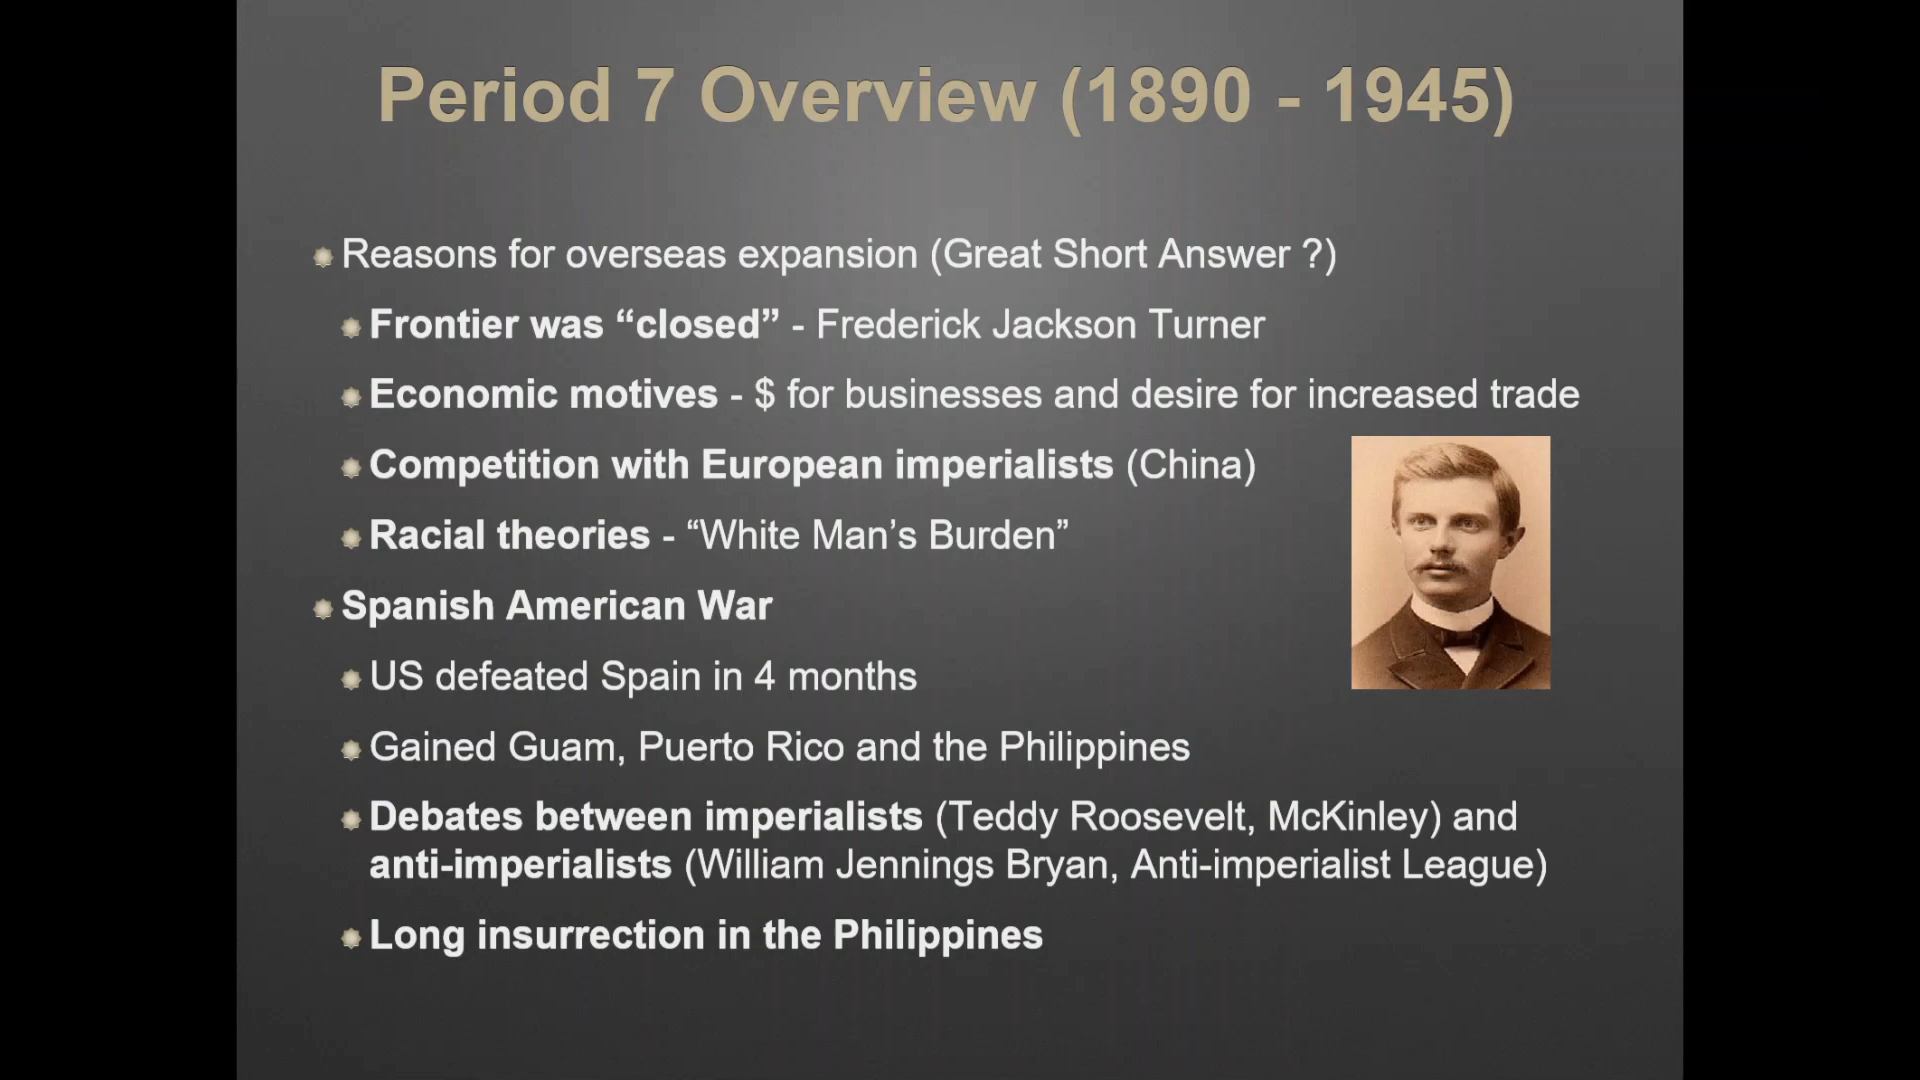 Period 7 Overview (1890 - 1945)
Reasons for overseas expansion (Great Short Answer ?)
Frontier was “closed” - Frederick Jackson Turner
Economic motives - $ for businesses and desire for increased trade
Competition with European imperialists (China)
Racial theories - “White Man’s Burden”
Spanish American War
US defeated Spain in 4 months
Gained Guam, Puerto Rico and the Philippines
Debates between imperialists (Teddy Roosevelt, McKinley) and
anti-imperialists (William Jennings Bryan, Anti-imperialist League)
Long insurrection in the Philippines